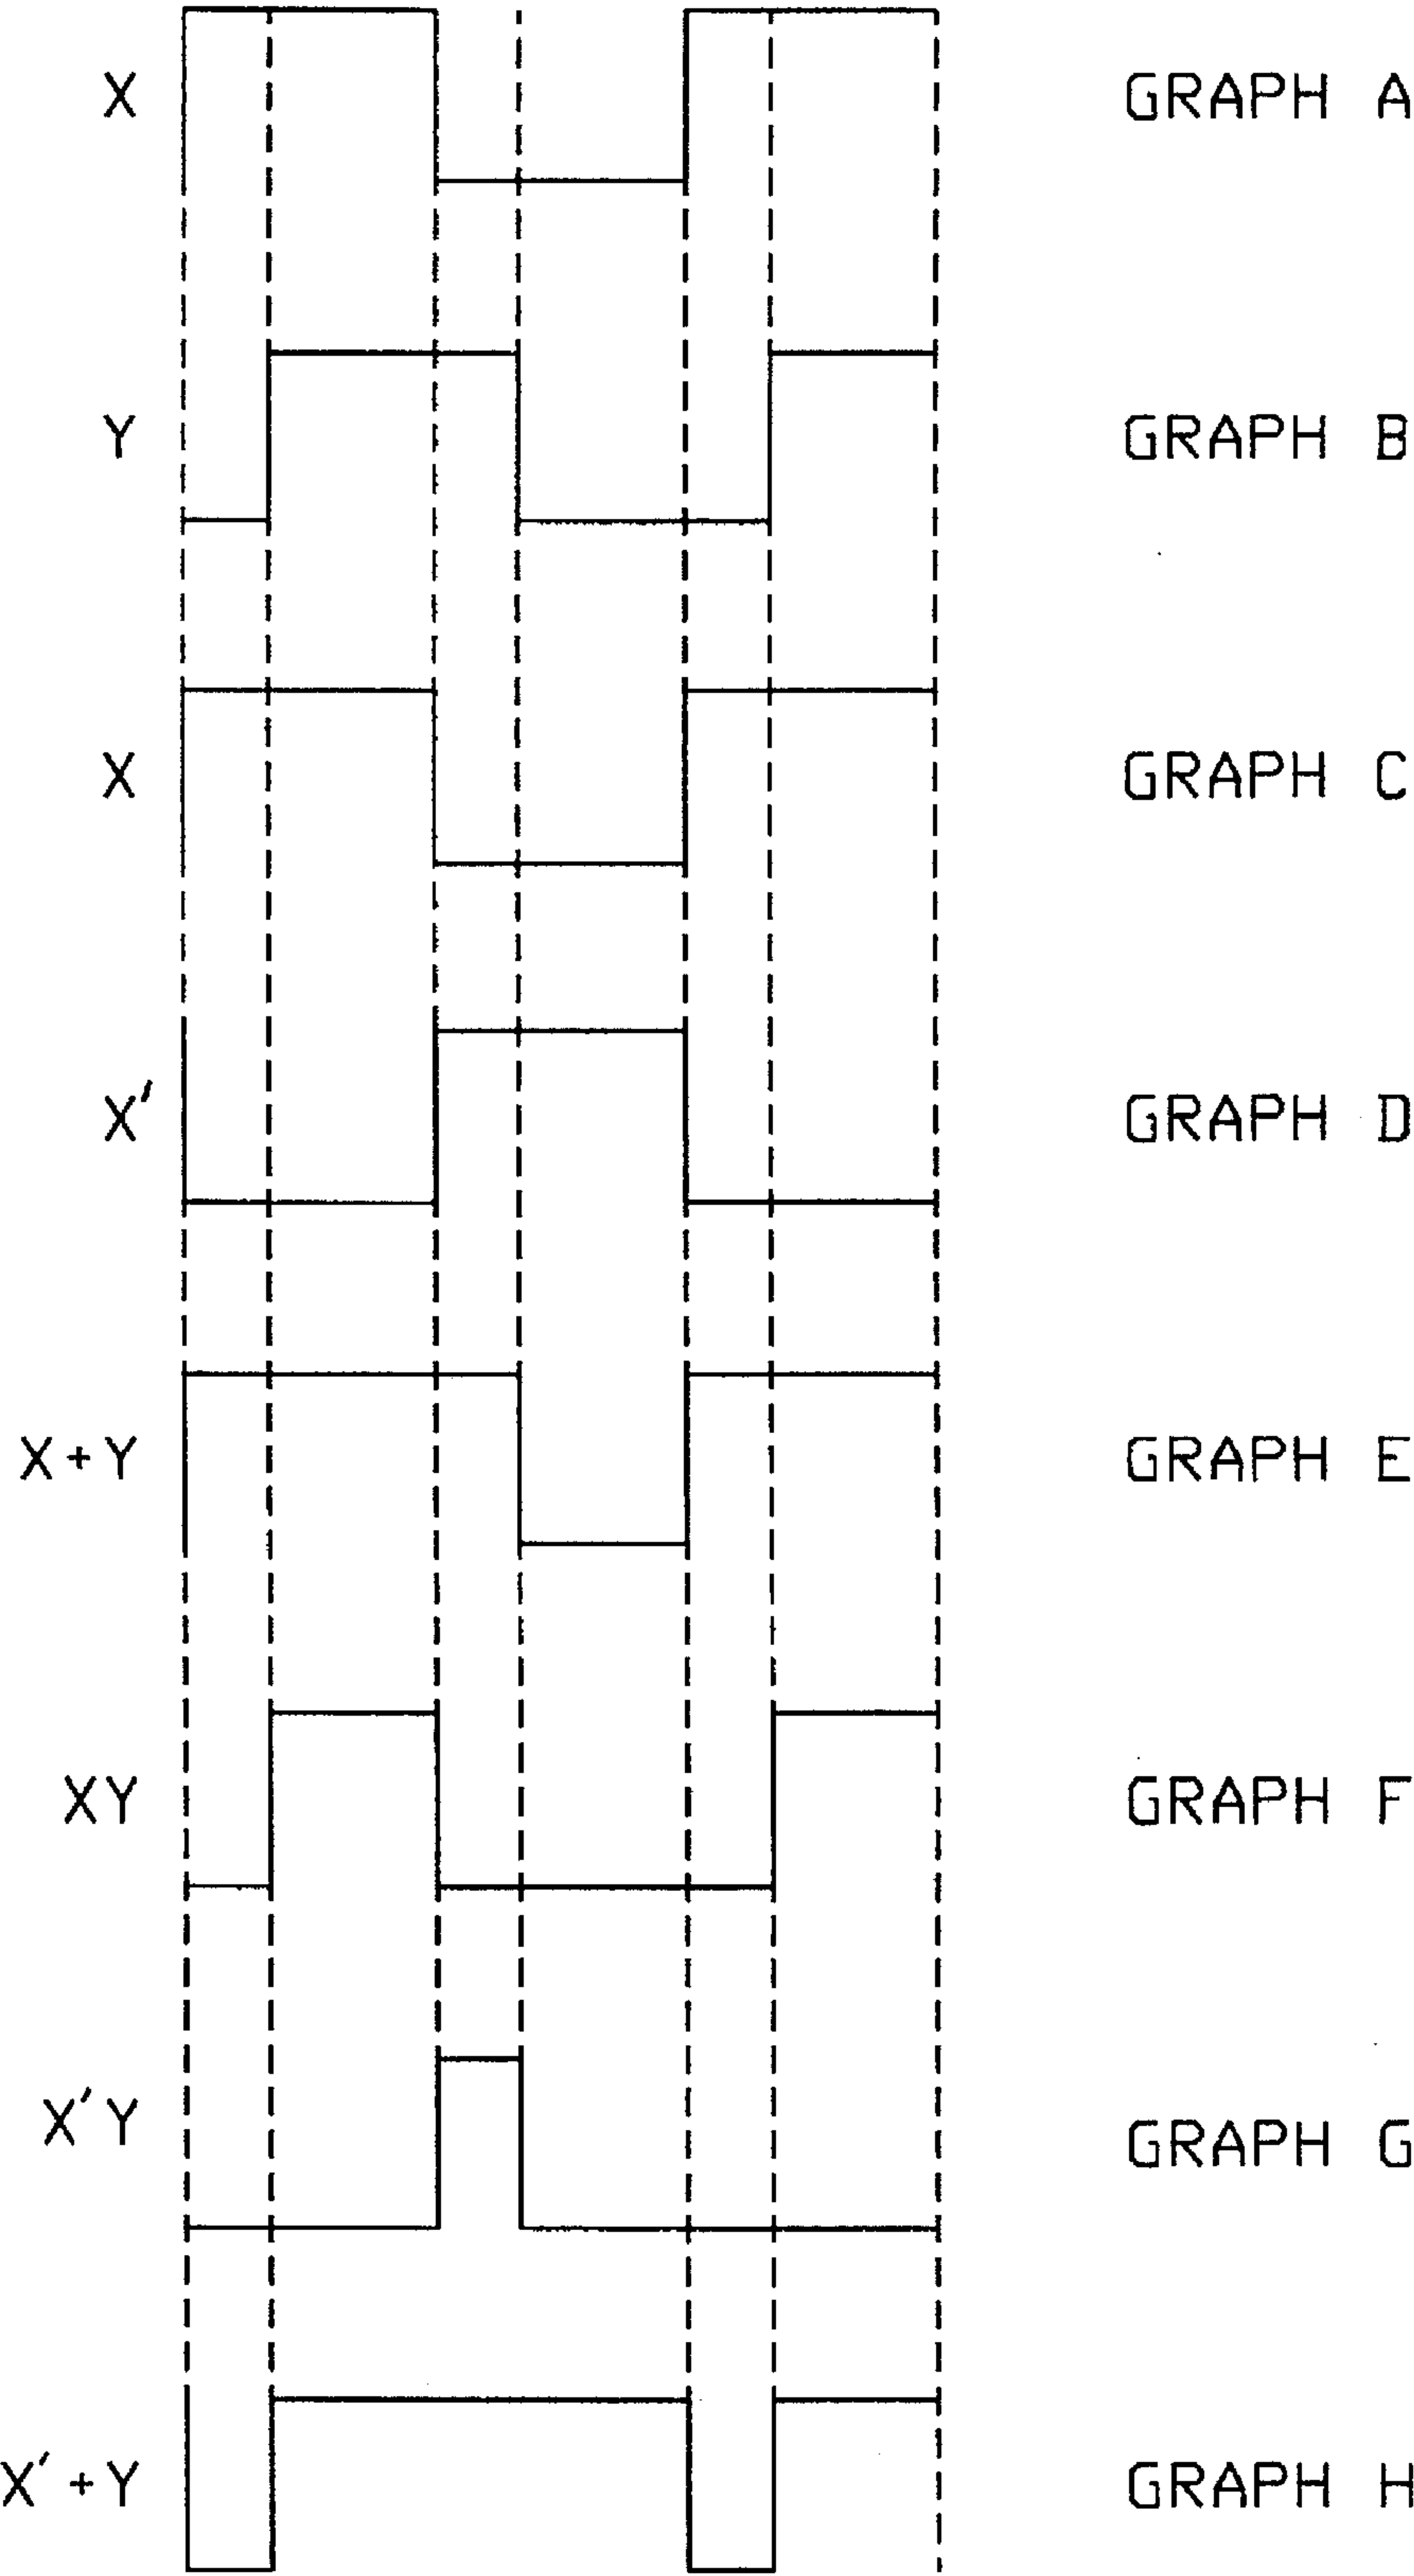 X GRAPH A
Y GRAPH B
X GRAPH C
X' GRAPH D
X+Y GRAPH E
XY GRAPH F
X'Y GRAPH G
X'+Y GRAPH H